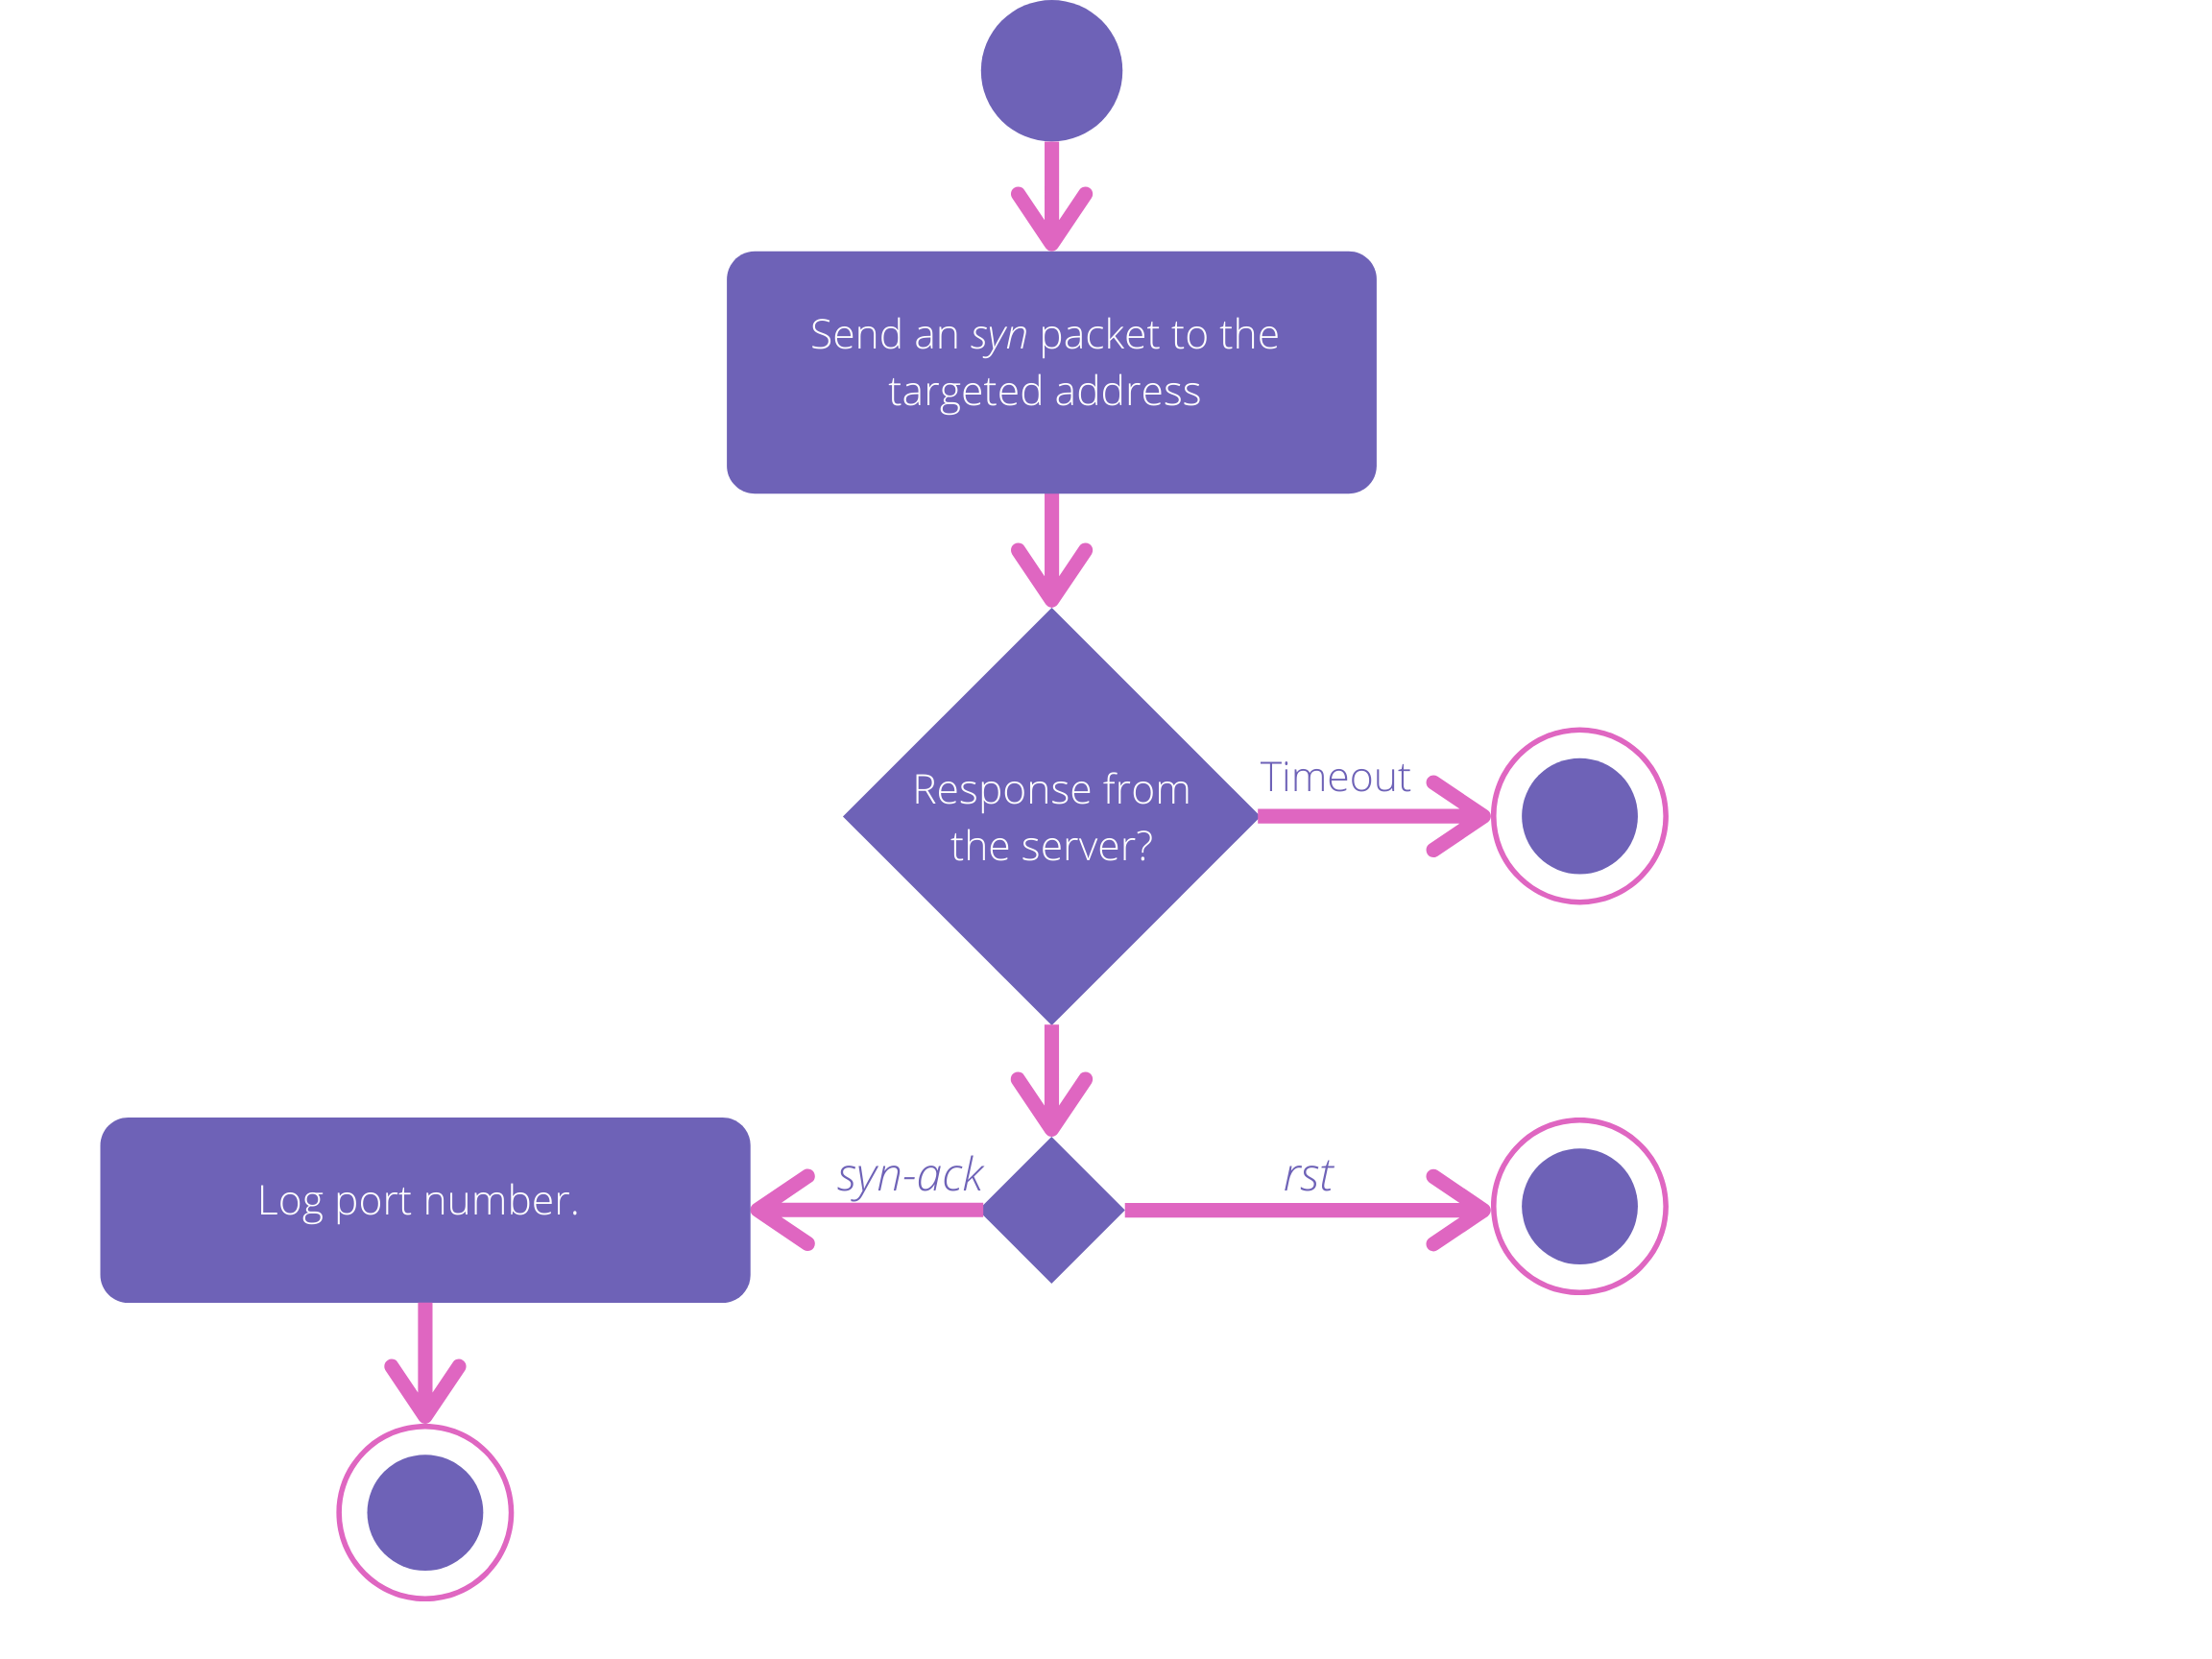 Send an syn packet to the
targeted address
Response from
the server?
Timeout
syn-ack
rst
Log port number.